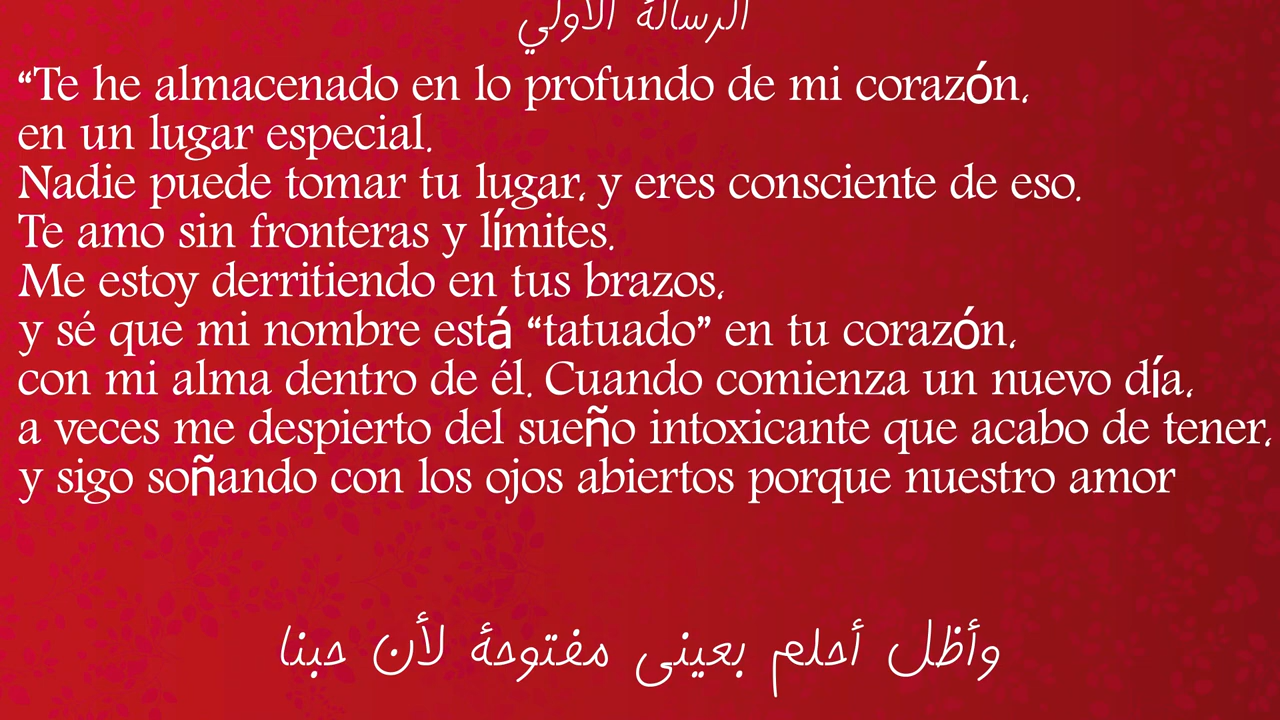 الرسالة الأولي
“Te he almacenado en lo profundo de mi corazón,
en un lugar especial.
Nadie puede tomar tu lugar, y eres consciente de eso.
Te amo sin fronteras y límites.
Me estoy derritiendo en tus brazos,
y sé que mi nombre está “tatuado” en tu corazón,
con mi alma dentro de él. Cuando comienza un nuevo día,
a veces me despierto del sueño intoxicante que acabo de tener,
y sigo soñando con los ojos abiertos porque nuestro amor
وأظل أحلم بعينى مفتوحة لأن حبنا